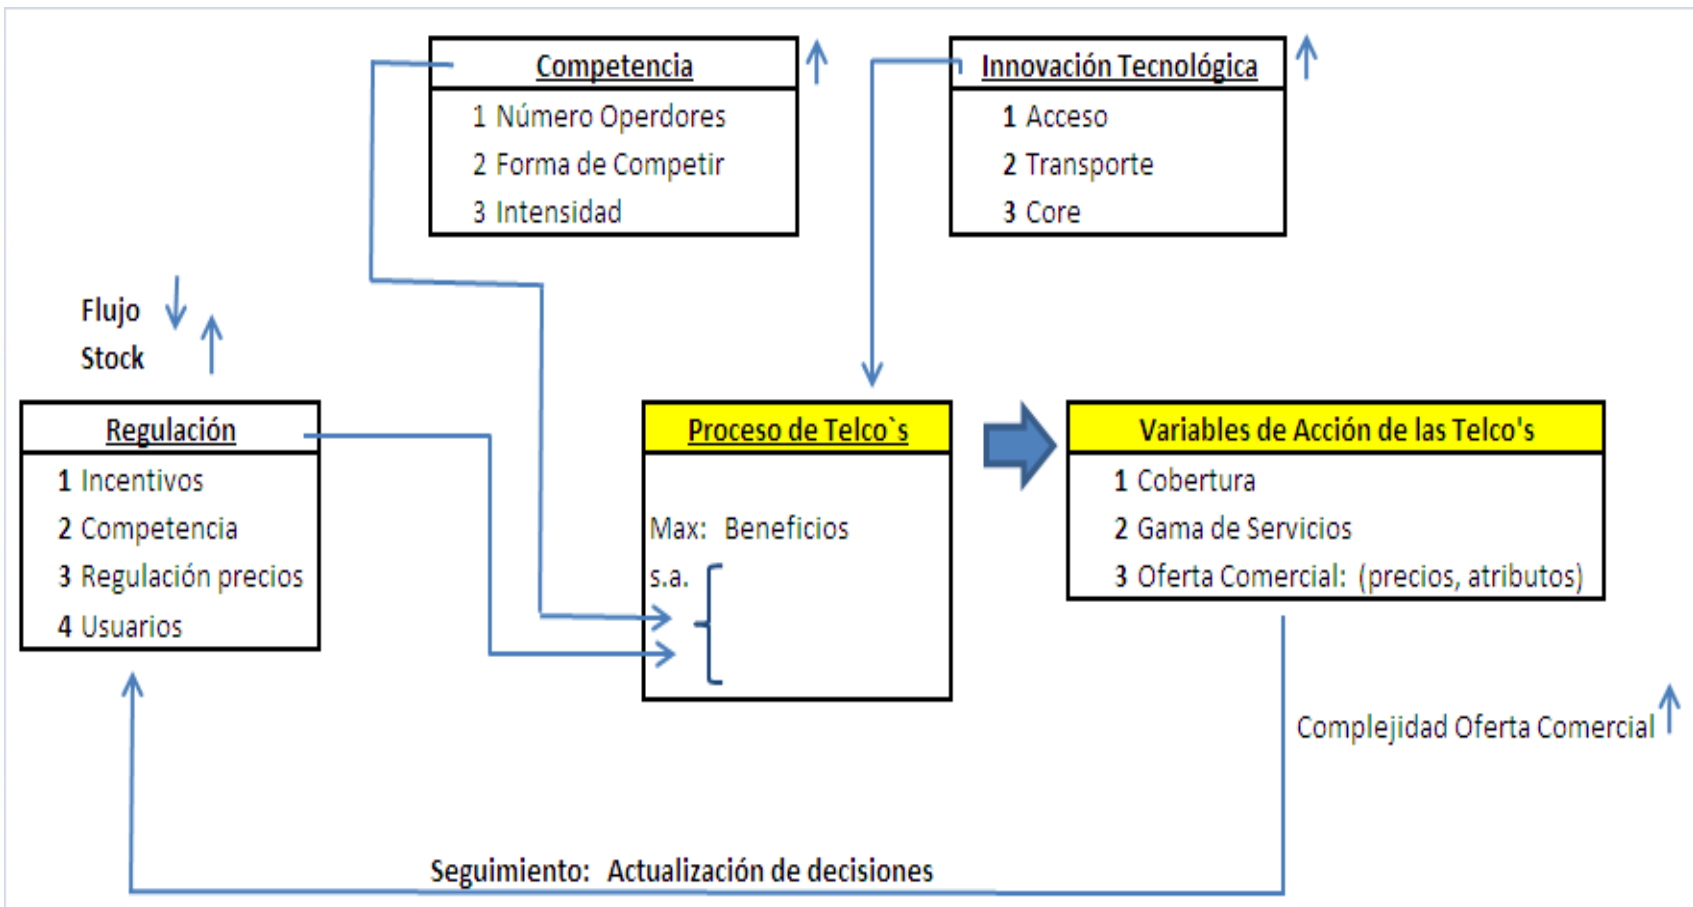 Competencia
1 Número Operdores
2 Forma de Competir
3 Intensidad
Innovación Tecnológica
1 Acceso
2 Transporte
3 Core
Flujo
Stock
Regulación
1 Incentivos
2 Competencia
3 Regulación precios
4 Usuarios
Proceso de Telco`s
Max: Beneficios
s.a.
Variables de Acción de las Telco's
1 Cobertura
2 Gama de Servicios
3 Oferta Comercial: (precios, atributos)
Complejidad Oferta Comercial
Seguimiento: Actualización de decisiones